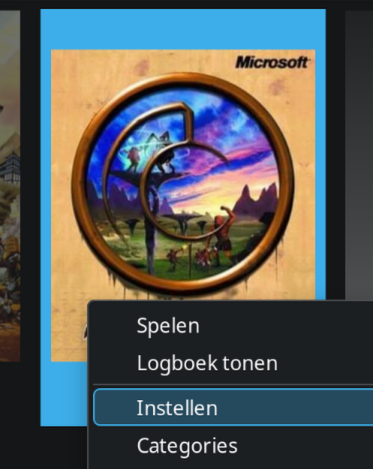 Microsoft
Spelen
Logboek tonen
Instellen
Categories